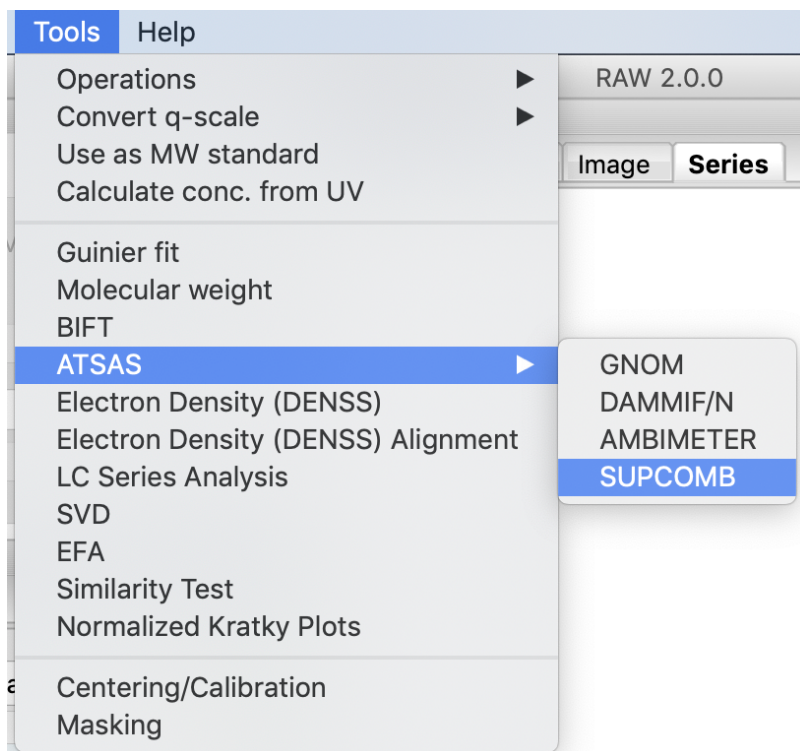 Tools Help
RAW 2.0.0
Image Series
Operations
Convert q-scale
Use as MW standard
Calculate conc. from UV
Guinier fit
Molecular weight
BIFT
ATSAS
GNOM
DAMMIF/N
AMBIMETER
SUPCOMB
Electron Density (DENSS)
Electron Density (DENSS) Alignment
LC Series Analysis
SVD
EFA
Similarity Test
Normalized Kratky Plots
Centering/Calibration
Masking